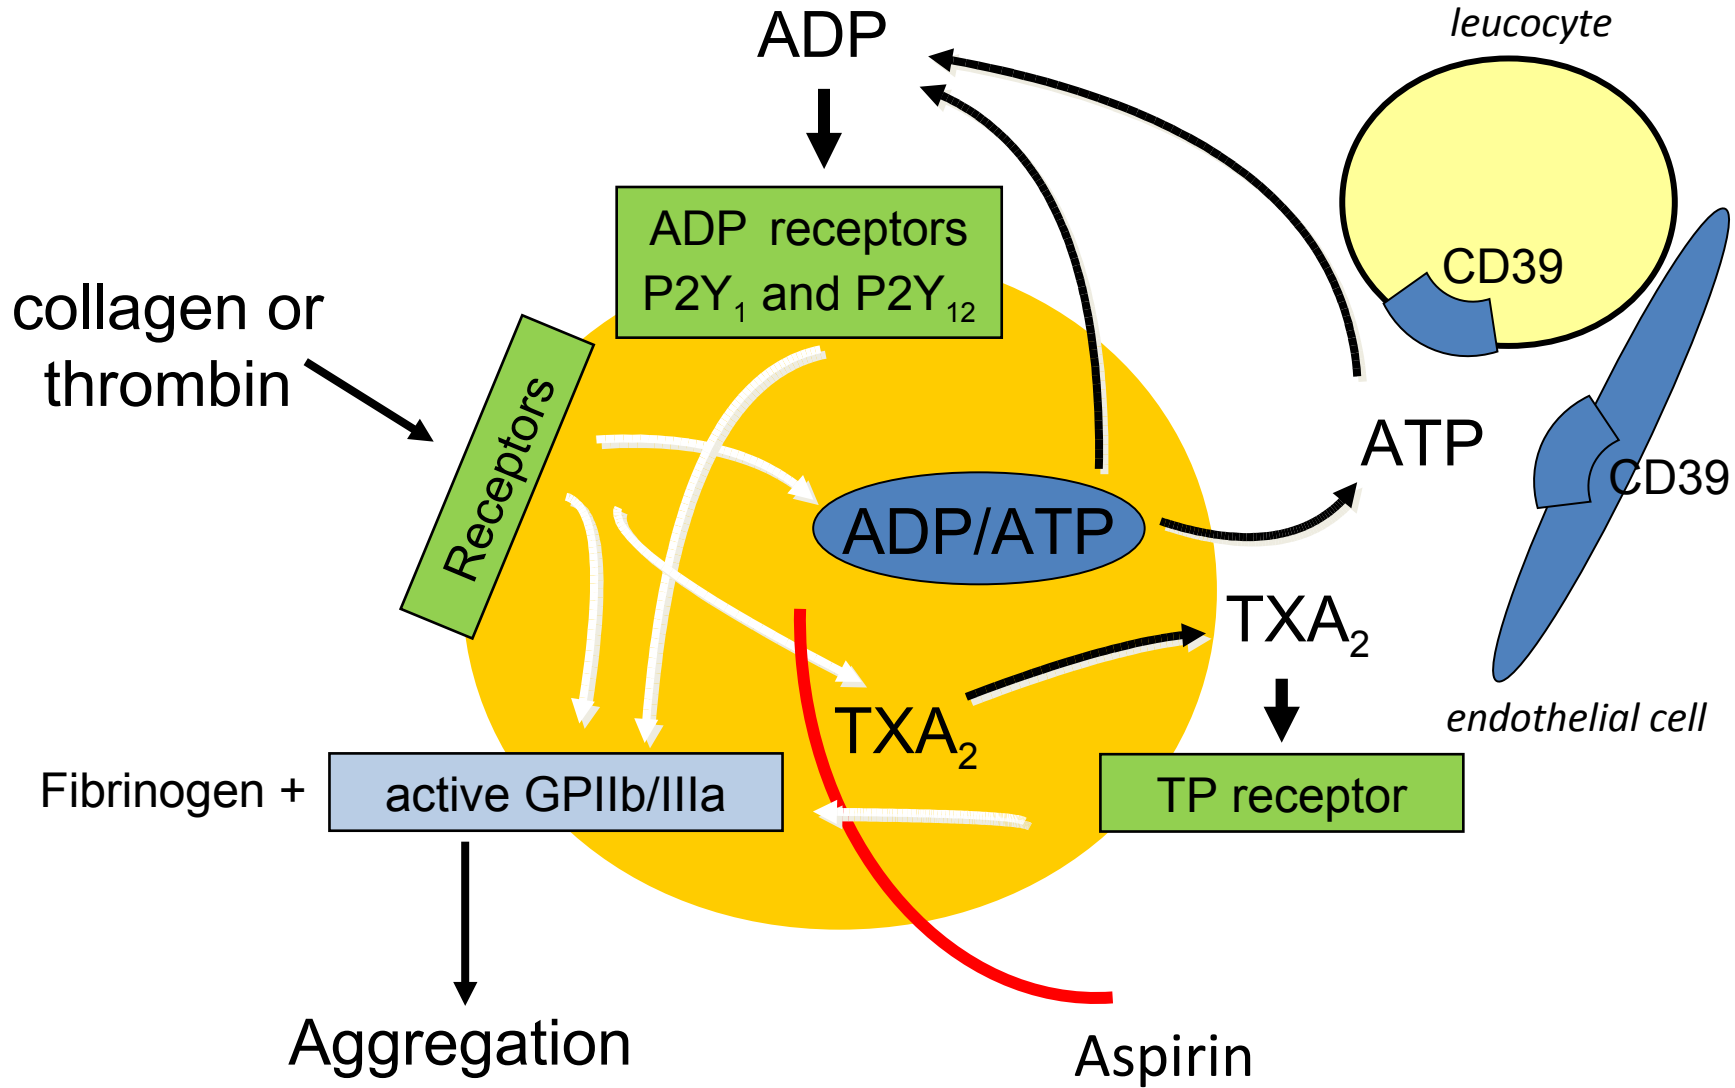 ADP
leucocyte
ADP receptors
P2Y₁ and P2Y₁₂
CD39
collagen or
thrombin
Receptors
ATP
CD39
ADP/ATP
TXA₂
TXA₂
endothelial cell
Fibrinogen +
active GPIIb/IIIa
TP receptor
Aggregation
Aspirin